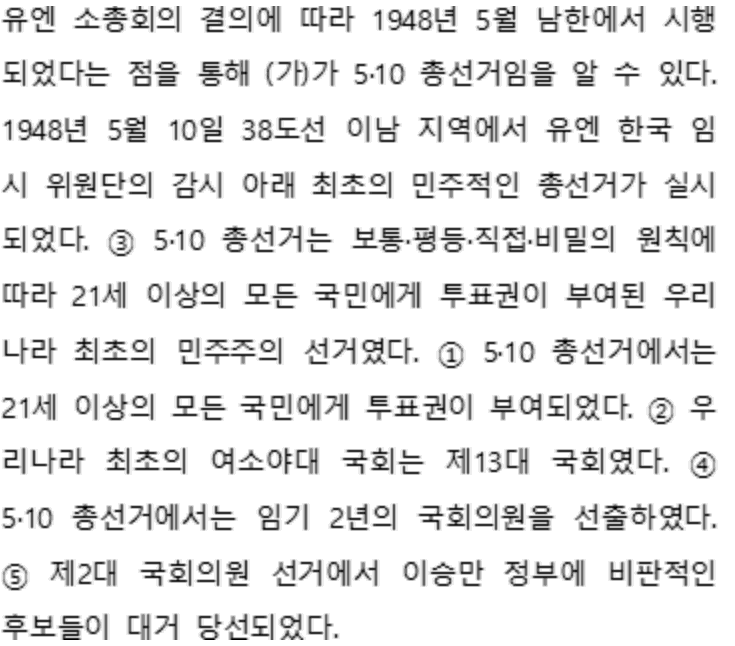 유엔 소총회의 결의에 따라 1948년 5월 남한에서 시행
되었다는 점을 통해 (가)가 5·10 총선거임을 알 수 있다.
1948년 5월 10일 38도선 이남 지역에서 유엔 한국 임
시 위원단의 감시 아래 최초의 민주적인 총선거가 실시
되었다. ③ 5·10 총선거는 보통·평등·직접·비밀의 원칙에
따라 21세 이상의 모든 국민에게 투표권이 부여된 우리
나라 최초의 민주주의 선거였다. ① 5·10 총선거에서는
21세 이상의 모든 국민에게 투표권이 부여되었다. ② 우
리나라 최초의 여소야대 국회는 제13대 국회였다. ④
5·10 총선거에서는 임기 2년의 국회의원을 선출하였다.
⑤ 제2대 국회의원 선거에서 이승만 정부에 비판적인
후보들이 대거 당선되었다.